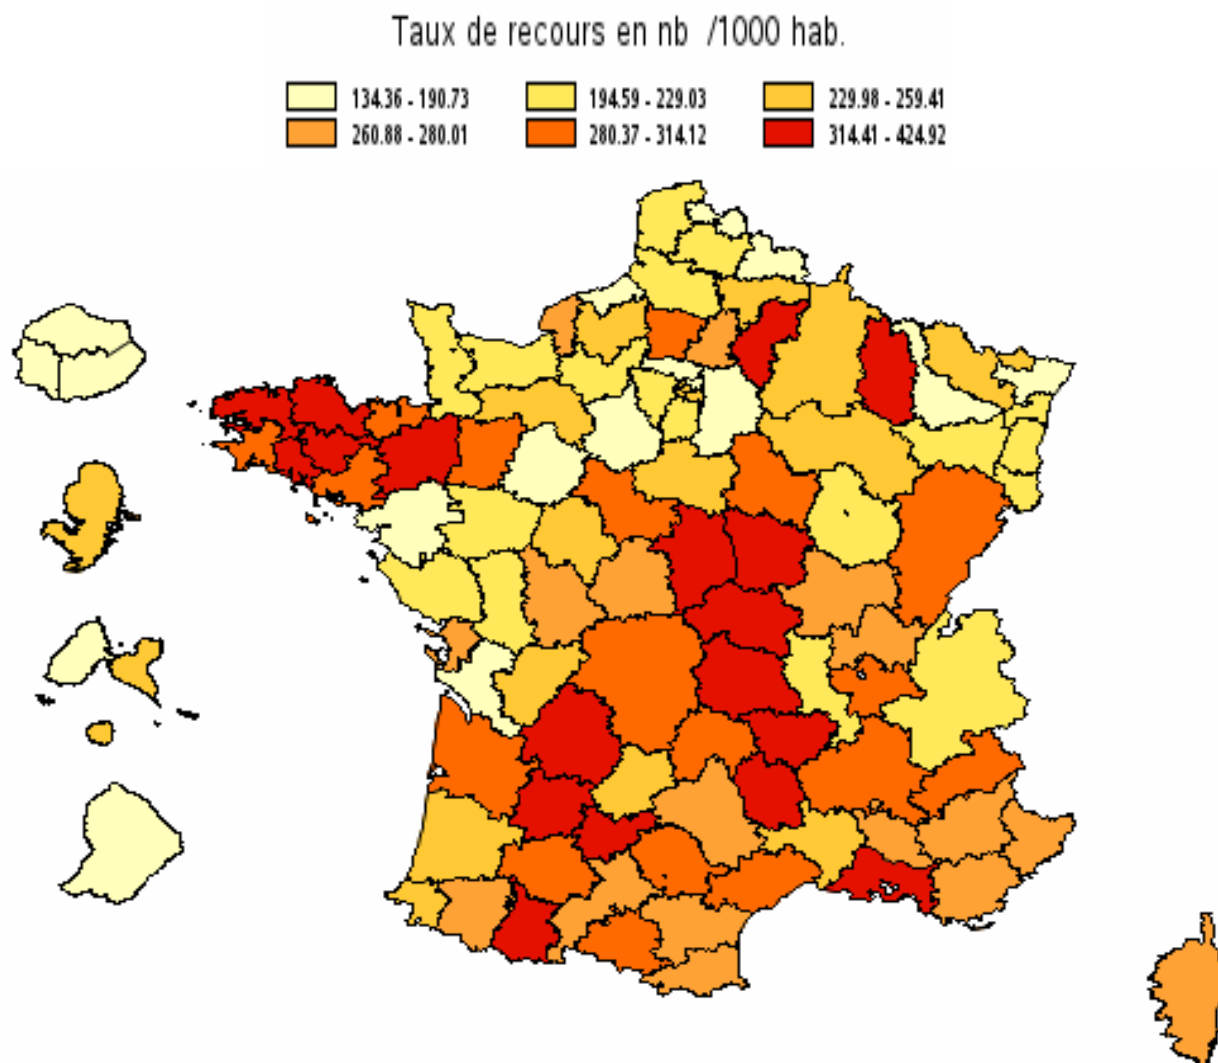 Taux de recours en nb /1000 hab.
134.36 - 190.73 194.59 - 229.03 229.98 - 259.41
260.88 - 280.01 280.37 - 314.12 314.41 - 424.92